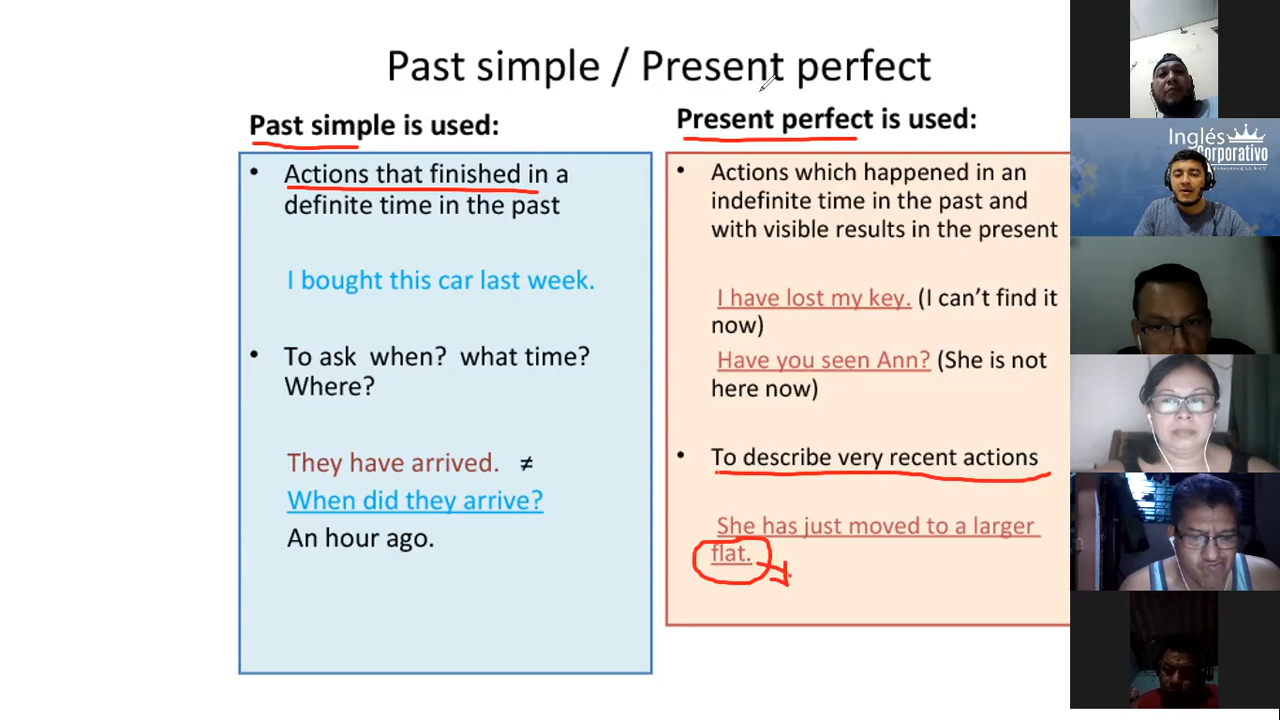 Past simple / Present perfect
Past simple is used:
• Actions that finished in a
definite time in the past
I bought this car last week.
• To ask when? what time?
Where?
They have arrived. ≠
When did they arrive?
An hour ago.
Present perfect is used:
• Actions which happened in an
indefinite time in the past and
with visible results in the present
I have lost my key. (I can't find it
now)
Have you seen Ann? (She is not
here now)
• To describe very recent actions
She has just moved to a larger
flat.
Inglés
Corporativo